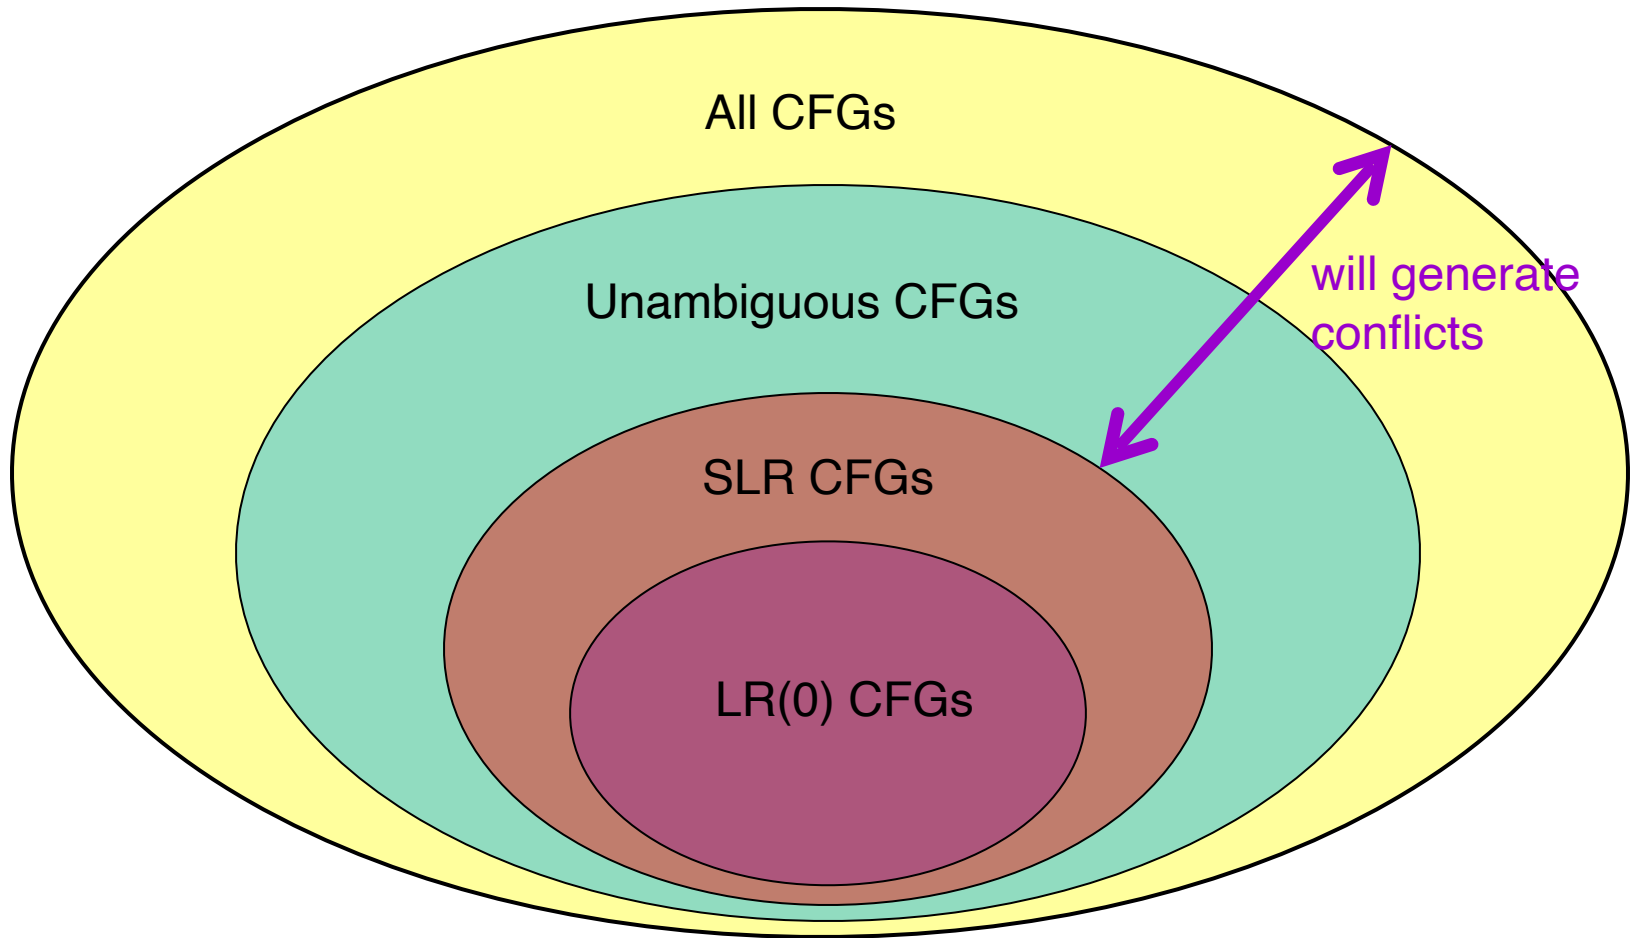 All CFGs
will generate
conflicts
Unambiguous CFGs
SLR CFGs
LR(0) CFGs